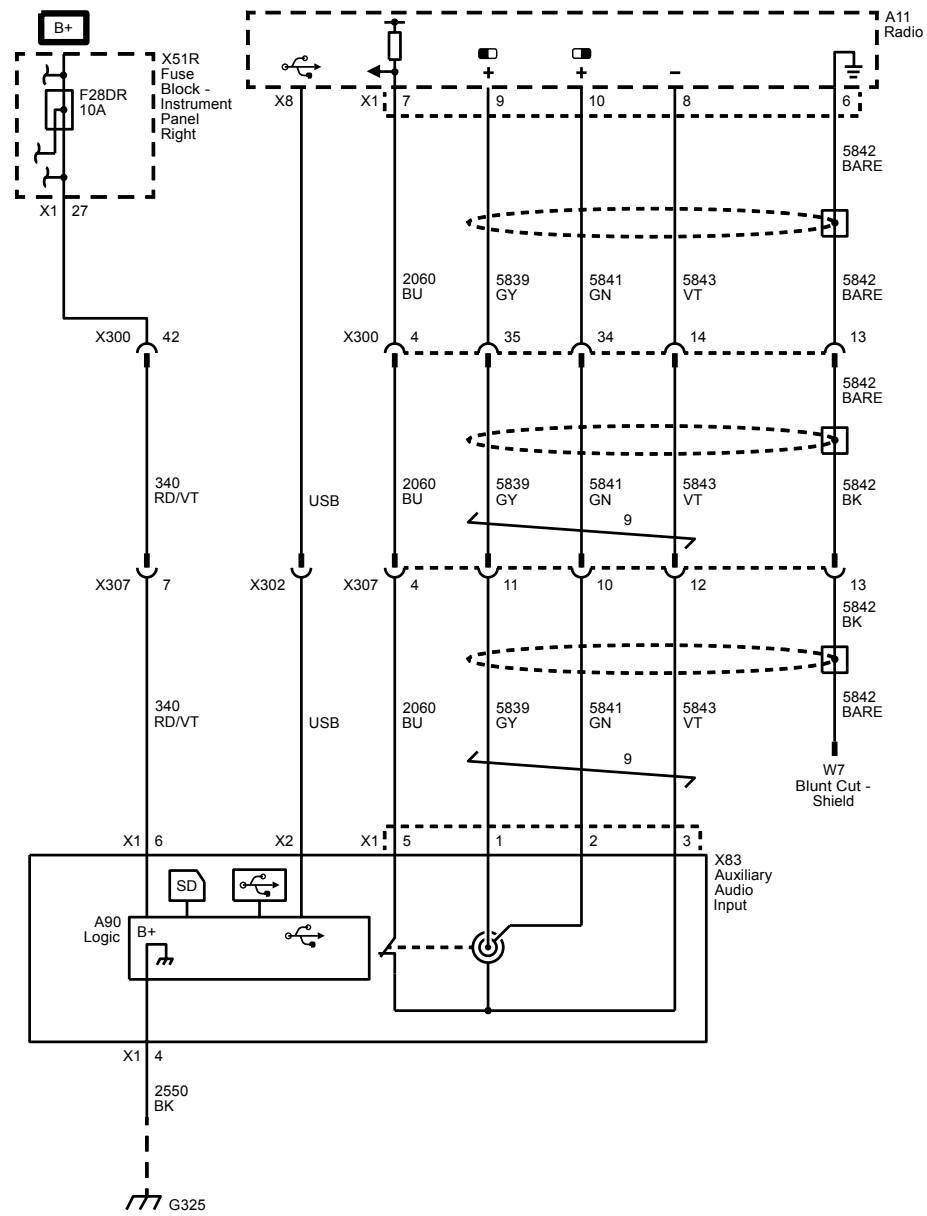 B+
X51R
Fuse
Block -
Instrument
Panel
Right
F28DR
10A
X1 27
A11
Radio
+ + −
X8 X1 7 9 10 8 6
5842
BARE
2060
BU
5839
GY
5841
GN
5843
VT
5842
BARE
X300 42
X300 4 35 34 14 13
5842
BARE
340
RD/VT
USB
2060
BU
5839
GY
5841
GN
5843
VT
5842
BK
9
X307 7
X302
X307 4 11 10 12 13
5842
BK
340
RD/VT
USB
2060
BU
5839
GY
5841
GN
5843
VT
5842
BARE
9
W7
Blunt Cut -
Shield
X1 6 X2 X1 5 1 2 3
X83
Auxiliary
Audio
Input
SD
A90
Logic
B+
X1 4
2550
BK
G325